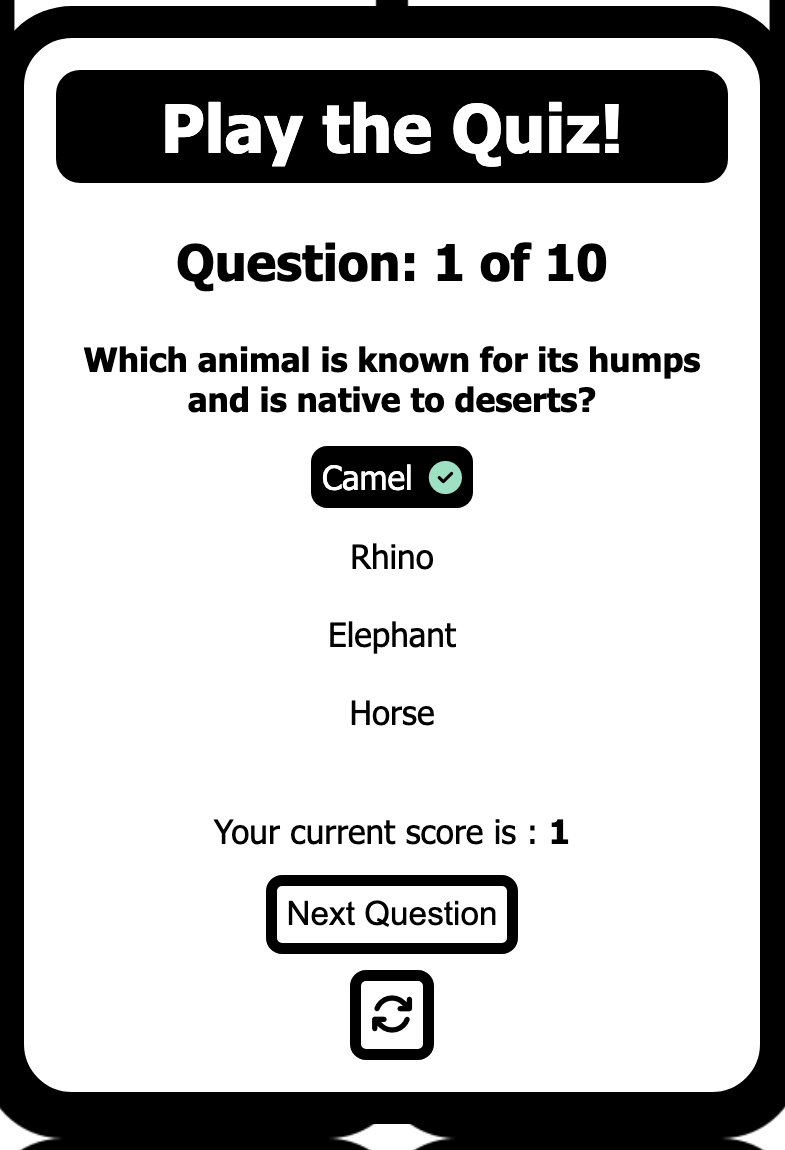 Play the Quiz!
Question: 1 of 10
Which animal is known for its humps
and is native to deserts?
Camel
Rhino
Elephant
Horse
Your current score is : 1
Next Question